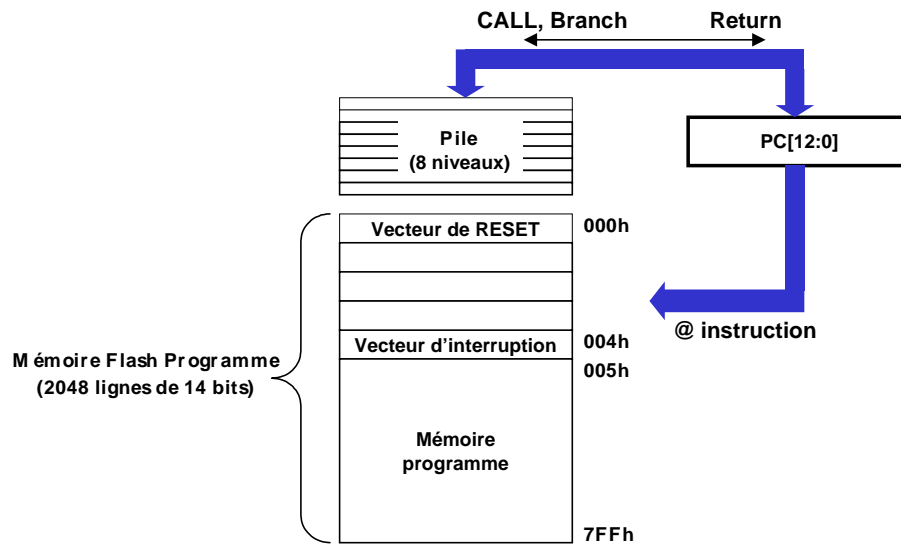 CALL, Branch
Return
Pile
(8 niveaux)
PC[12:0]
Vecteur de RESET
000h
@ instruction
Vecteur d'interruption
004h
005h
Mémoire Flash Programme
(2048 lignes de 14 bits)
Mémoire
programme
7FFh